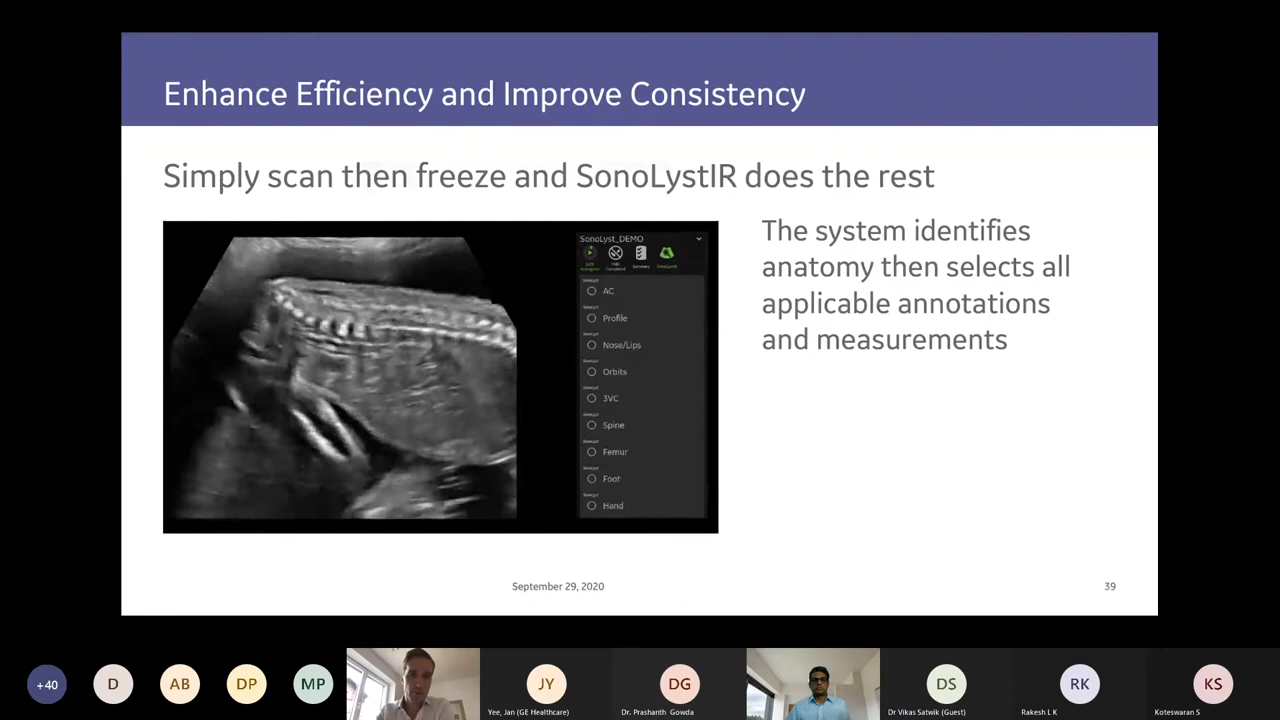 Enhance Efficiency and Improve Consistency
Simply scan then freeze and SonoLystIR does the rest
The system identifies
anatomy then selects all
applicable annotations
and measurements
SonoLyst_DEMO
AC
Profile
Nose/Lips
Orbits
3VC
Spine
Femur
Foot
Hand
September 29, 2020
39
+40
D
AB
DP
MP
JY
Yee, Jan (GE Healthcare)
DG
Dr. Prashanth Gowda
DS
Dr Vikas Satwik (Guest)
RK
Rakesh L K
KS
Koteswaran S